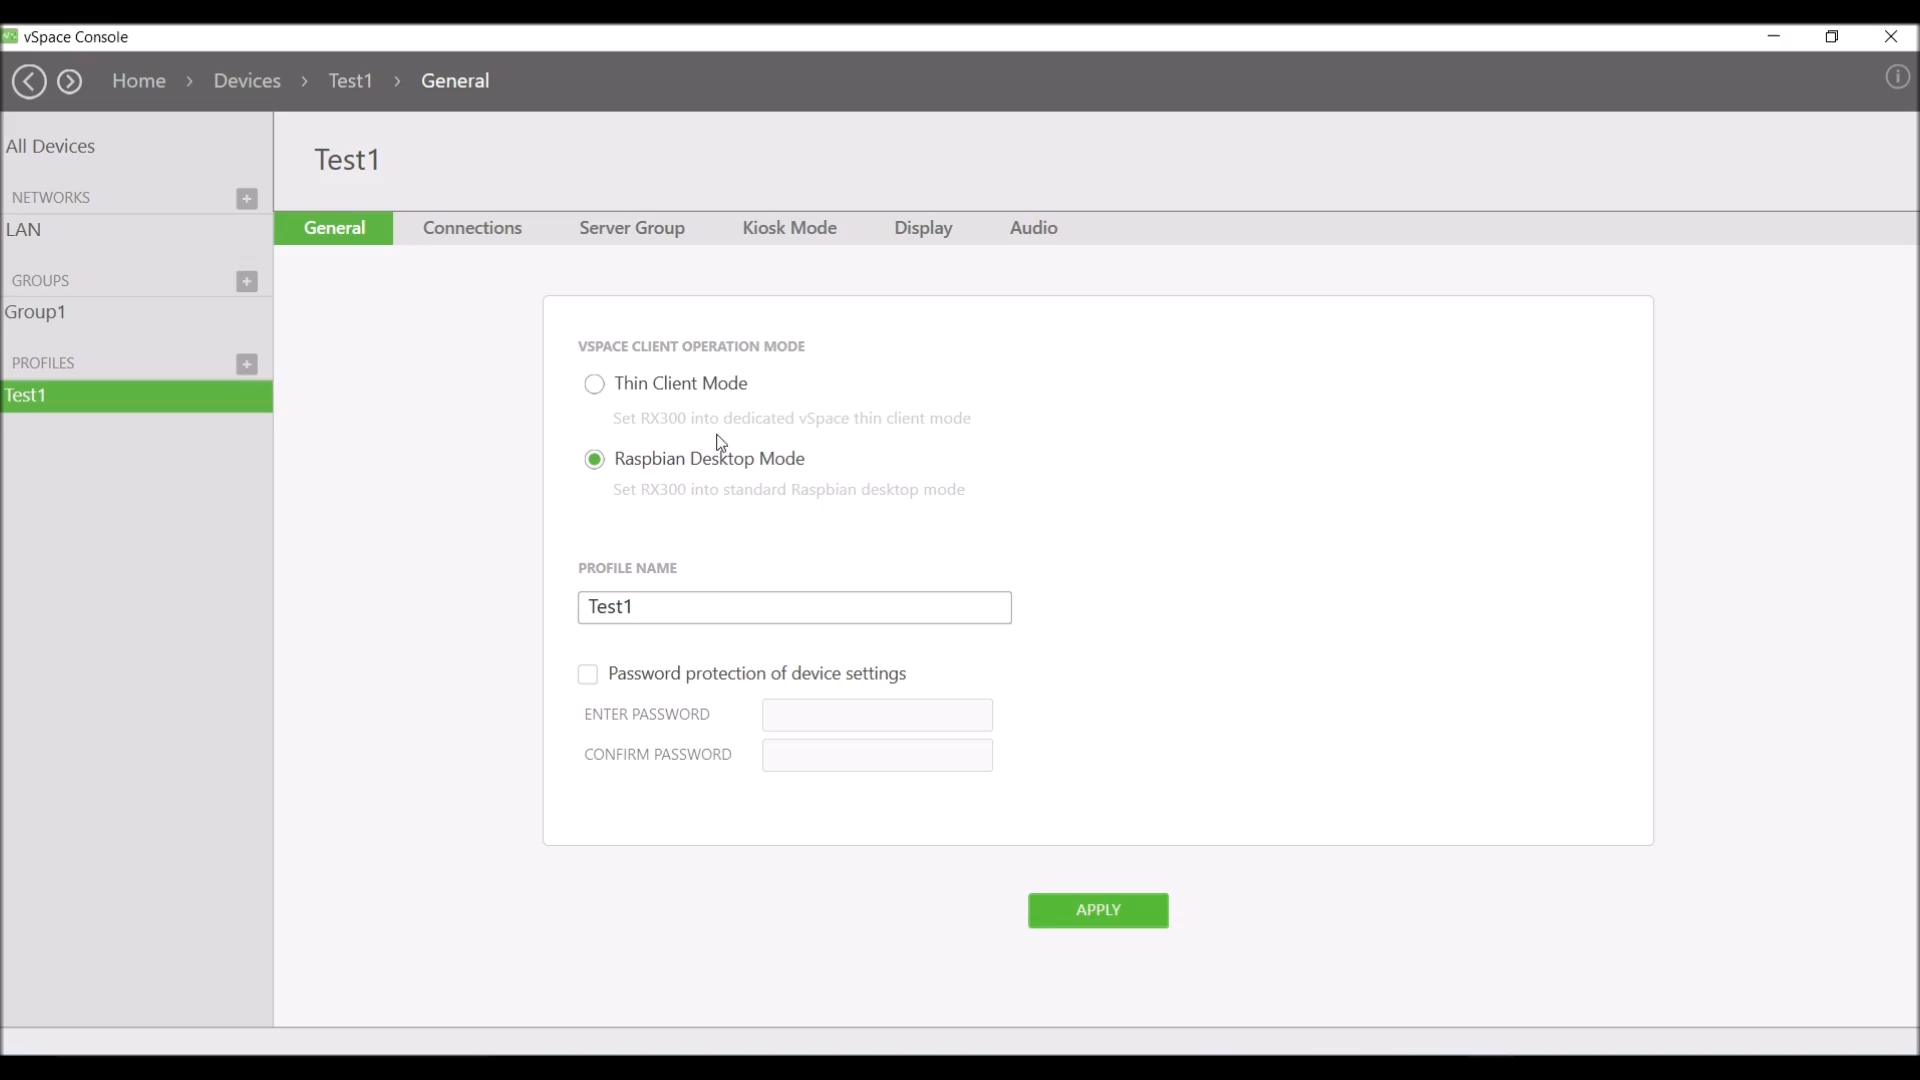 vSpace Console
Home > Devices > Test1 > General
All Devices
NETWORKS +
LAN
GROUPS +
Group1
PROFILES +
Test1
Test1
General Connections Server Group Kiosk Mode Display Audio
VSPACE CLIENT OPERATION MODE
Thin Client Mode
Set RX300 into dedicated vSpace thin client mode
Raspbian Desktop Mode
Set RX300 into standard Raspbian desktop mode
PROFILE NAME
Test1
Password protection of device settings
ENTER PASSWORD
CONFIRM PASSWORD
APPLY